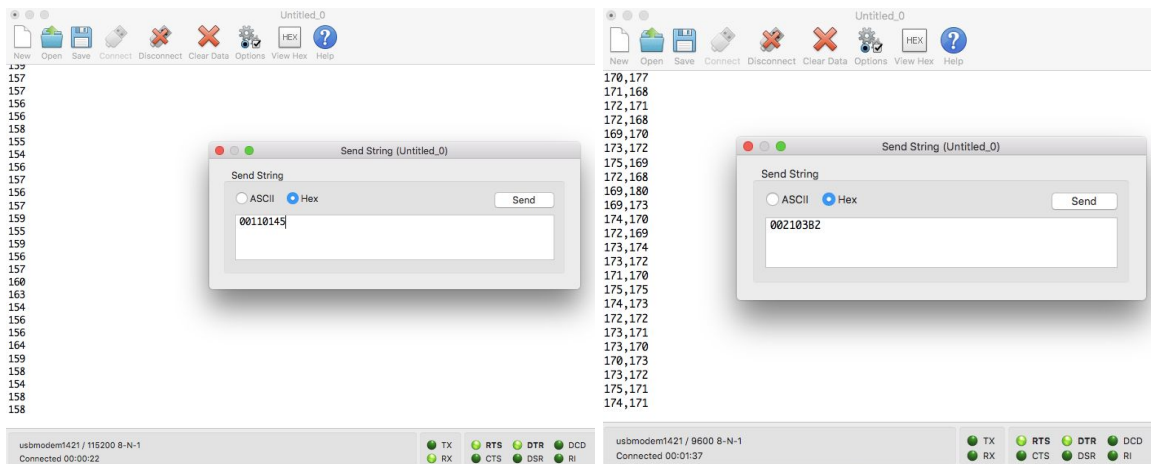 Untitled_0
New Open Save Connect Disconnect Clear Data Options View Hex Help
HEX
159
157
157
156
156
158
155
154
156
157
156
157
159
155
159
156
157
160
163
154
156
156
164
159
158
154
158
158
Send String (Untitled_0)
Send String
ASCII Hex
Send
00110145
usbmodem1421 / 115200 8-N-1
Connected 00:00:22
TX RTS DTR DCD
RX CTS DSR RI
Untitled_0
New Open Save Connect Disconnect Clear Data Options View Hex Help
HEX
170,177
171,168
172,171
172,168
169,170
173,172
175,169
172,168
169,180
169,173
174,170
172,169
173,174
173,172
171,170
175,175
174,173
172,172
173,171
173,170
170,173
173,172
175,171
174,171
Send String (Untitled_0)
Send String
ASCII Hex
Send
002103B2
usbmodem1421 / 9600 8-N-1
Connected 00:01:37
TX RTS DTR DCD
RX CTS DSR RI